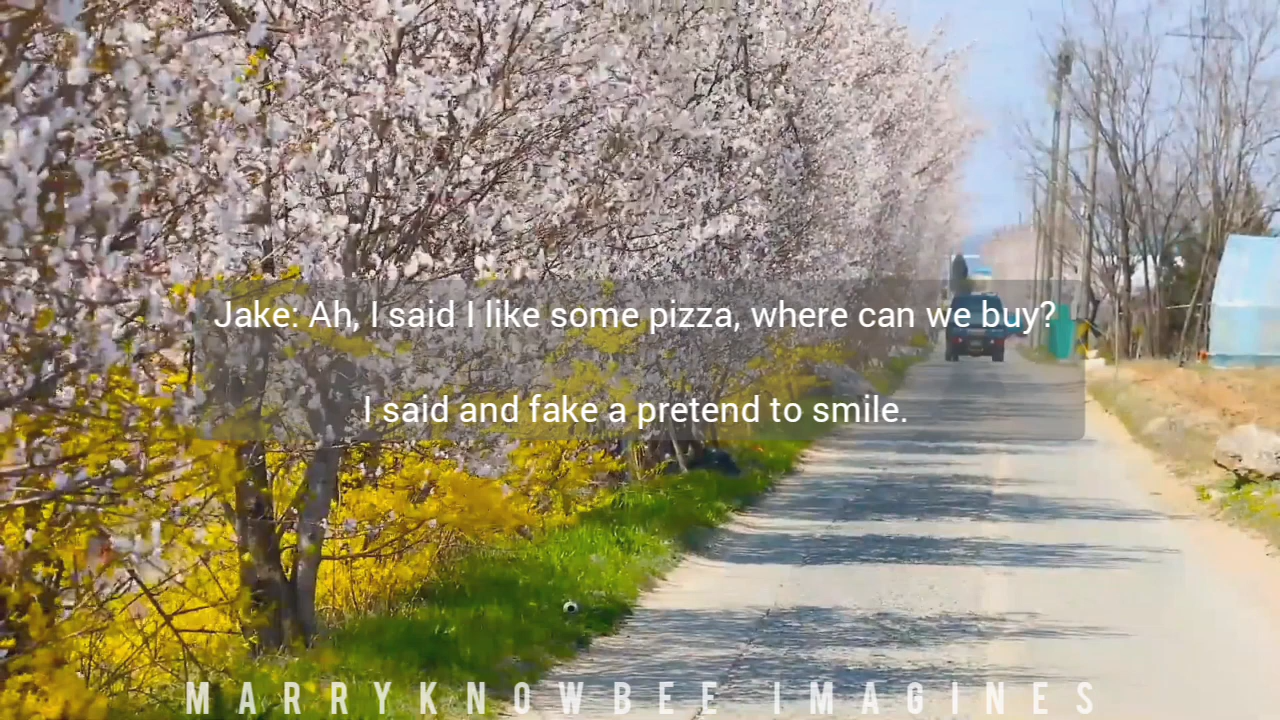 Jake: Ah, I said I like some pizza, where can we buy?
I said and fake a pretend to smile.
MARRYKNOWBEE IMAGINES